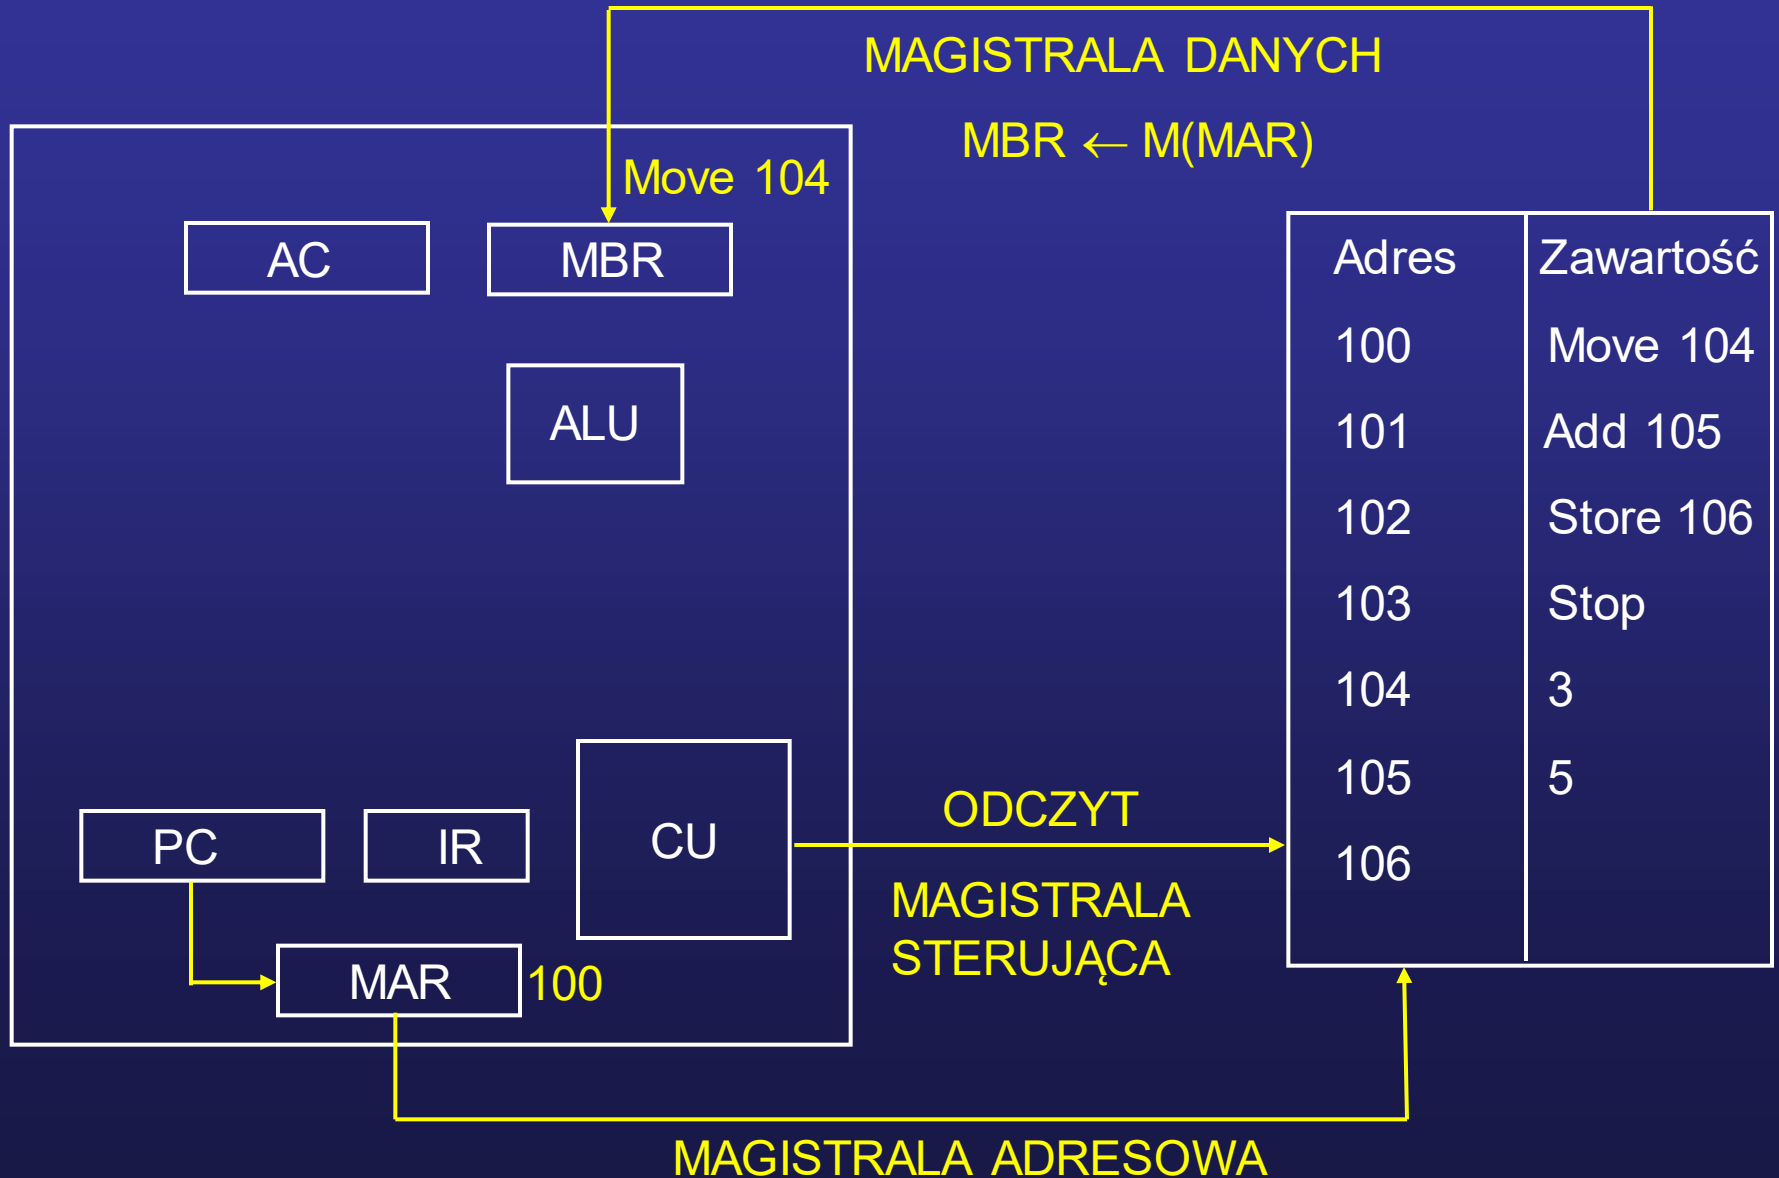 MAGISTRALA DANYCH
MBR ← M(MAR)
Move 104
AC
MBR
ALU
PC
IR
CU
MAR
100
ODCZYT
MAGISTRALA
STERUJĄCA
MAGISTRALA ADRESOWA
Adres Zawartość
100 Move 104
101 Add 105
102 Store 106
103 Stop
104 3
105 5
106